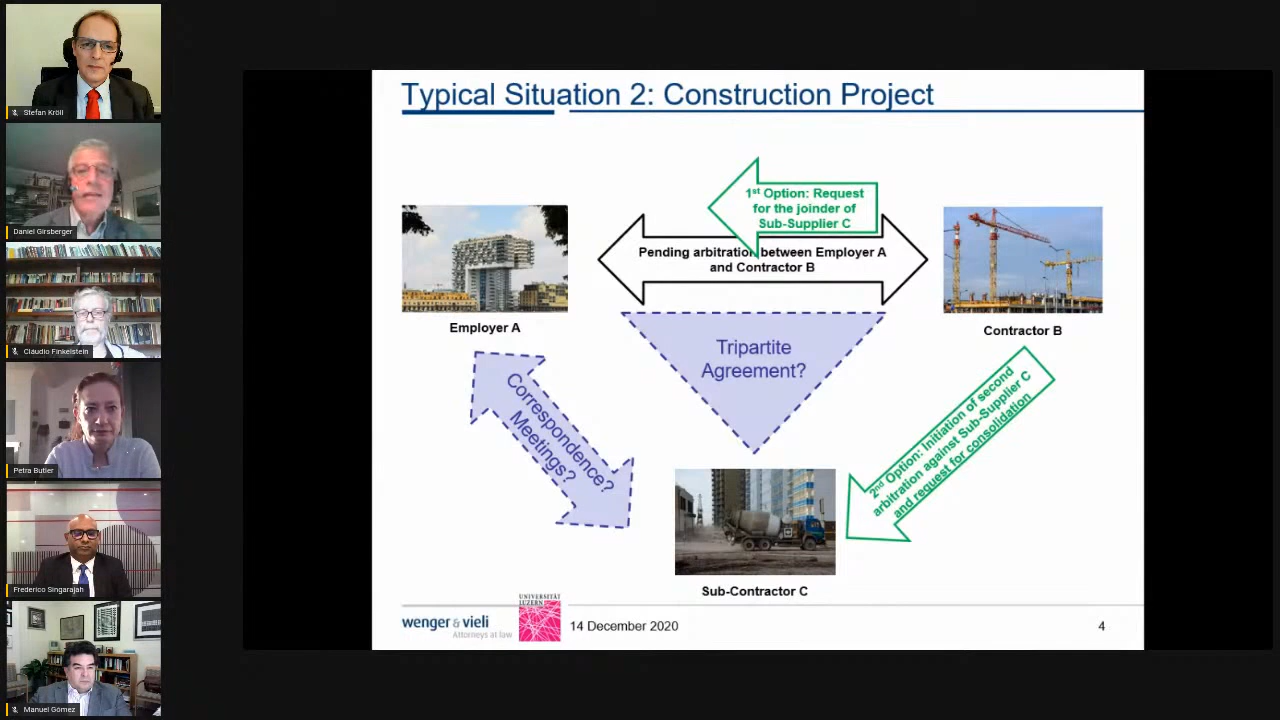 Stefan Kröll
Daniel Girsberger
Cláudio Finkelstein
Petra Butler
Frederico Singarajah
Manuel Gómez
Typical Situation 2: Construction Project
1st Option: Request
for the joinder of
Sub-Supplier C
Pending arbitration between Employer A
and Contractor B
Employer A
Contractor B
Tripartite
Agreement?
Correspondence?
Meetings?
2nd Option: Initiation of second
arbitration against Sub-Supplier C
and request for consolidation
Sub-Contractor C
wenger & vieli
Attorneys at law
UNIVERSITÄT
LUZERN
14 December 2020
4